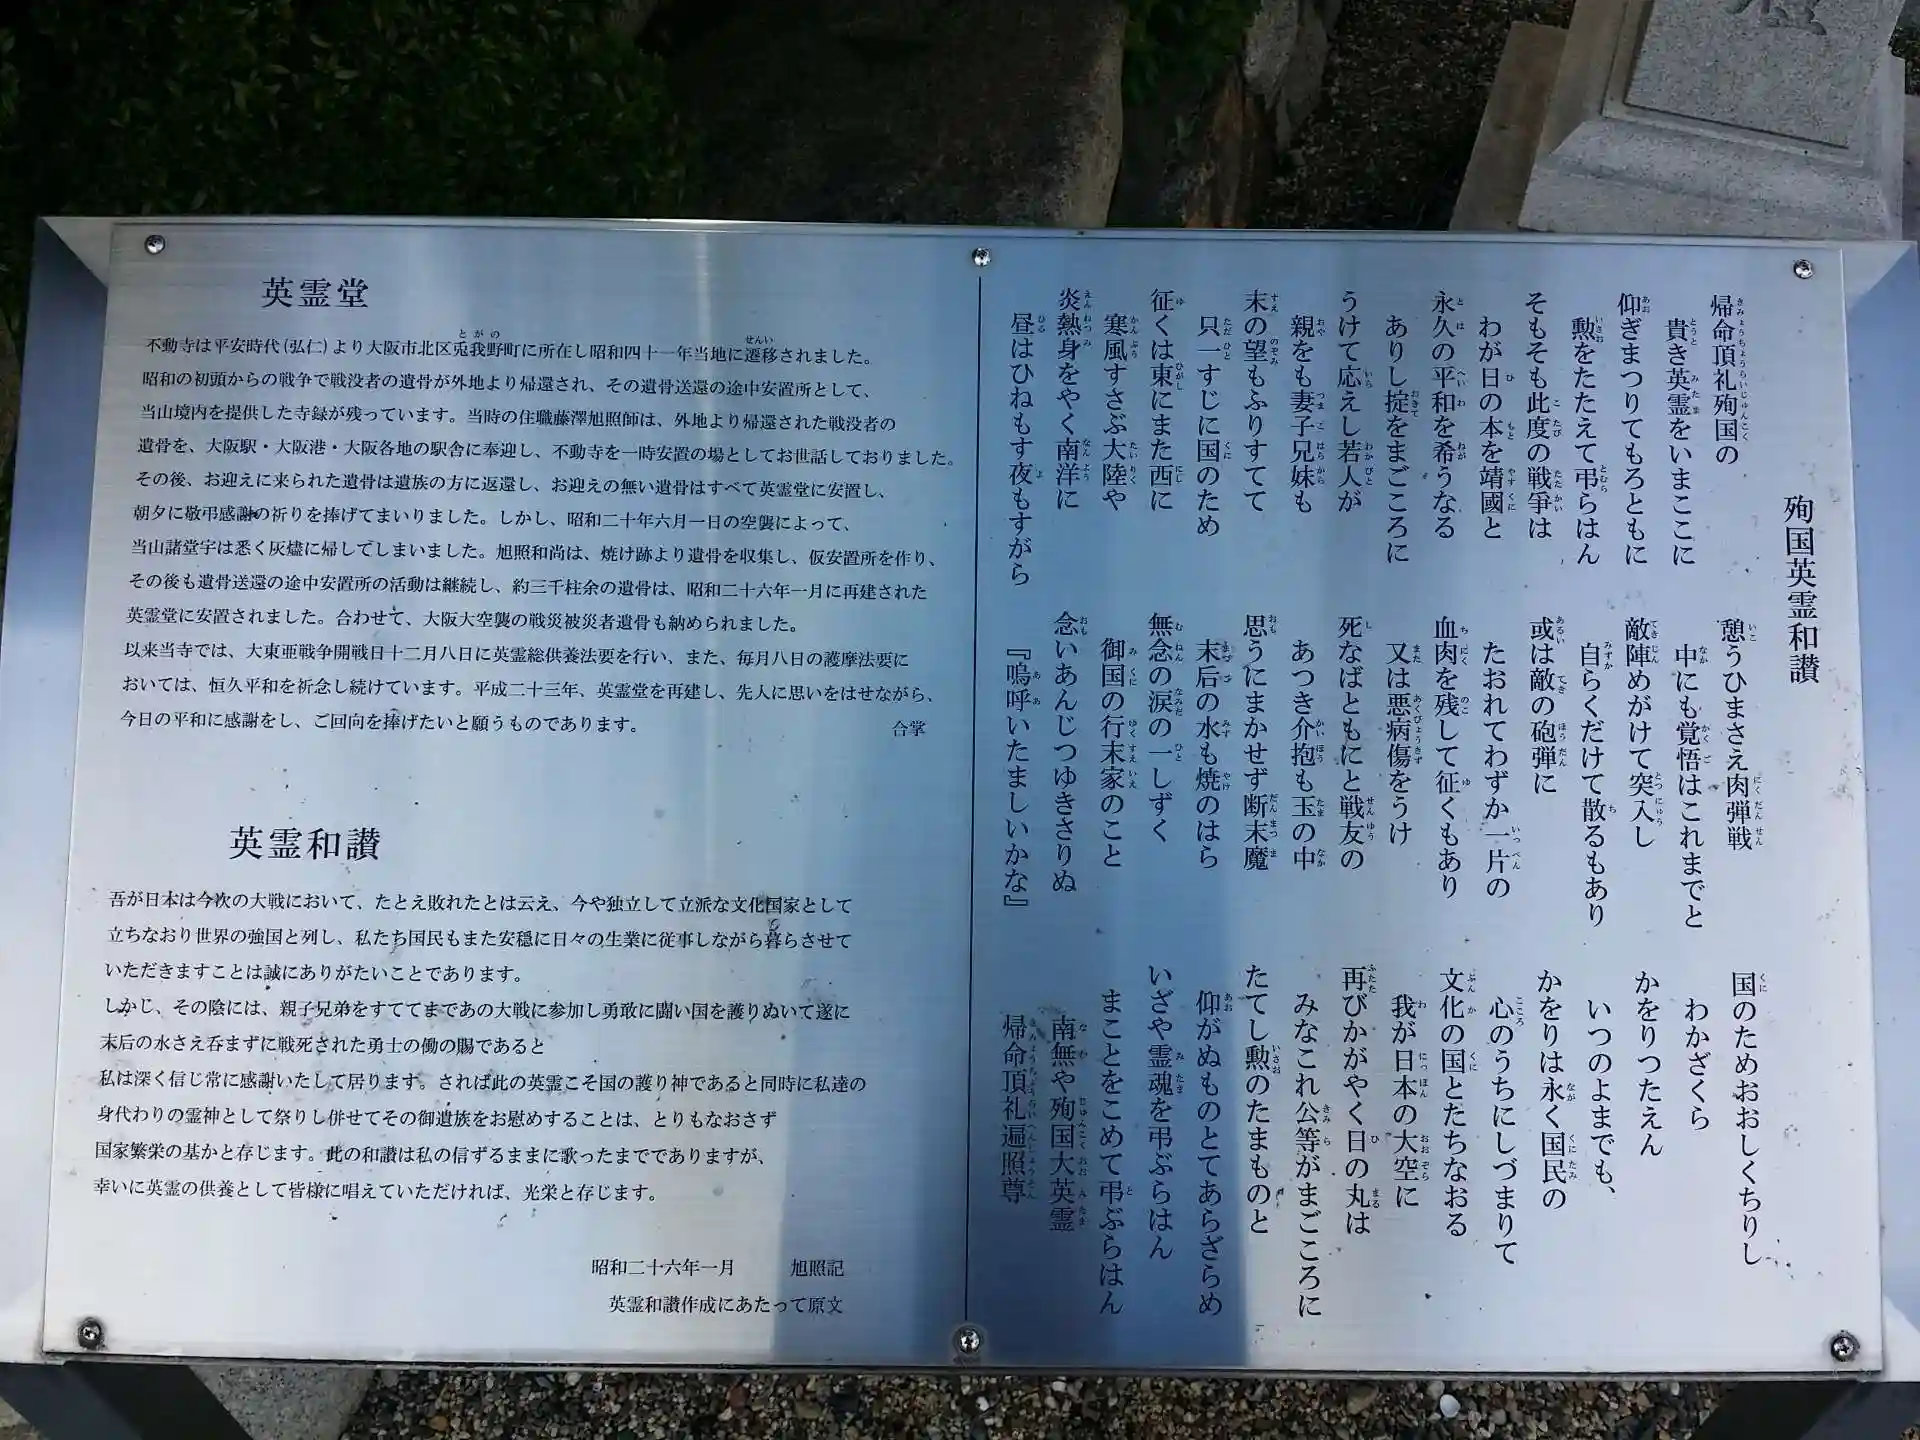 英霊堂
不動寺は平安時代(弘仁)より大阪市北区兎我野町に所在し昭和四十一年当地に遷移されました。
昭和の初頭からの戦争で戦没者の遺骨が外地より帰還され、その遺骨送還の途中安置所として、
当山境内を提供した寺録が残っています。当時の住職藤澤旭照師は、外地より帰還された戦没者の
遺骨を、大阪駅・大阪港・大阪各地の駅舎に奉迎し、不動寺を一時安置の場としてお世話しておりました。
その後、お迎えに来られた遺骨は遺族の方に返還し、お迎えの無い遺骨はすべて英霊堂に安置し、
朝夕に敬弔感謝の祈りを捧げてまいりました。しかし、昭和二十年六月一日の空襲によって、
当山諸堂宇は悉く灰燼に帰してしまいました。旭照和尚は、焼け跡より遺骨を収集し、仮安置所を作り、
その後も遺骨送還の途中安置所の活動は継続し、約三千柱余の遺骨は、昭和二十六年一月に再建された
英霊堂に安置されました。合わせて、大阪大空襲の戦災被災者遺骨も納められました。
以来当寺では、大東亜戦争開戦日十二月八日に英霊総供養法要を行い、また、毎月八日の護摩法要に
おいては、恒久平和を祈念し続けています。平成二十三年、英霊堂を再建し、先人に思いをはせながら、
今日の平和に感謝をし、ご回向を捧げたいと願うものであります。 合掌
英霊和讃
吾が日本は今次の大戦において、たとえ敗れたとは云え、今や独立して立派な文化国家として
立ちなおり世界の強国と列し、私たち国民もまた安穏に日々の生業に従事しながら暮らさせて
いただきますことは誠にありがたいことであります。
しかし、その陰には、親子兄弟をすててまであの大戦に参加し勇敢に闘い国を護りぬいて遂に
末后の水さえ呑まずに戦死された勇士の働の賜であると
私は深く信じ常に感謝いたして居ります。されば此の英霊こそ国の護り神であると同時に私達の
身代わりの霊神として祭りし併せてその御遺族をお慰めすることは、とりもなおさず
国家繁栄の基かと存じます。此の和讃は私の信ずるままに歌ったまでありますが、
幸いに英霊の供養として皆様に唱えていただければ、光栄と存じます。
昭和二十六年一月 旭照記
英霊和讃作成にあたって原文
殉国英霊和讃
帰命頂礼殉国の
貴き英霊をいまここに
仰ぎまつりてもろともに
勲をたたえて弔らはん
そもそも此度の戦爭は
わが日の本を靖國と
永久の平和を希うなる
ありし掟をまごころに
うけて応えし若人が
親をも妻子兄妹も
末の望もふりすてて
只一すじに国のため
征くは東にまた西に
寒風すさぶ大陸や
炎熱身をやく南洋に
昼はひねもす夜もすがら
憩うひまさえ肉弾戦
中にも覚悟はこれまでと
敵陣めがけて突入し
自らくだけて散るもあり
或は敵の砲弾に
たおれてわずか一片の
血肉を残して征くもあり
又は悪病傷をうけ
死なばともにと戦友の
あつき介抱も玉の中
思うにまかせず断末魔
末后の水も焼のはら
無念の涙の一しずく
御国の行末家のこと
念いあんじつゆきさりぬ
『嗚呼いたましいかな』
国のためおおしくちりし
わかざくら
かをりつたえん
いつのよまでも、
かをりは永く国民の
心のうちにしづまりて
文化の国とたちなおる
我が日本の大空に
再びかがやく日の丸は
みなこれ公等がまごころに
たてし勲のたまものと
仰がぬものとてあらざらめ
いざや霊魂を弔ぶらはん
まことをこめて弔ぶらはん
南無や殉国大英霊
帰命頂礼遍照尊